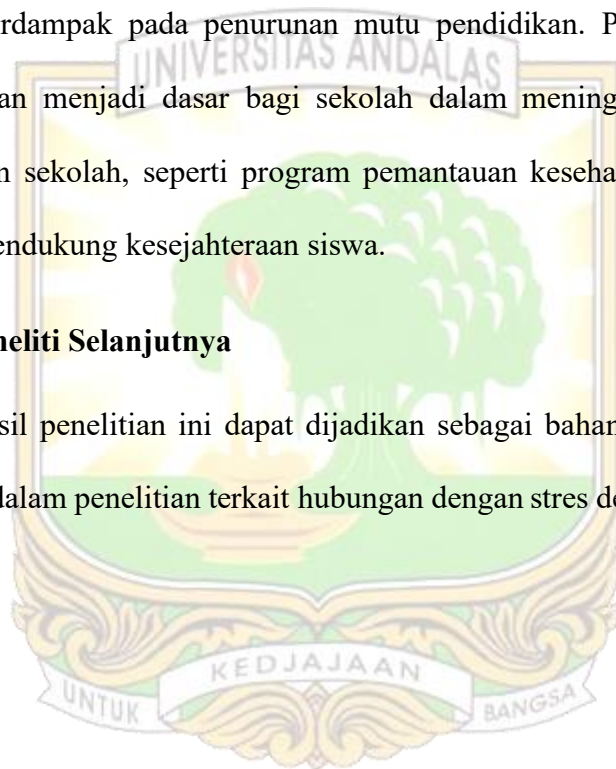 rdampak pada penurunan mutu pendidikan. P
UNIVERSITAS ANDALAS
an menjadi dasar bagi sekolah dalam mening
n sekolah, seperti program pemantauan keseha
endukung kesejahteraan siswa.
neliti Selanjutnya
sil penelitian ini dapat dijadikan sebagai bahan
dalam penelitian terkait hubungan dengan stres de
KEDJAJAAN
UNTUK
BANGSA